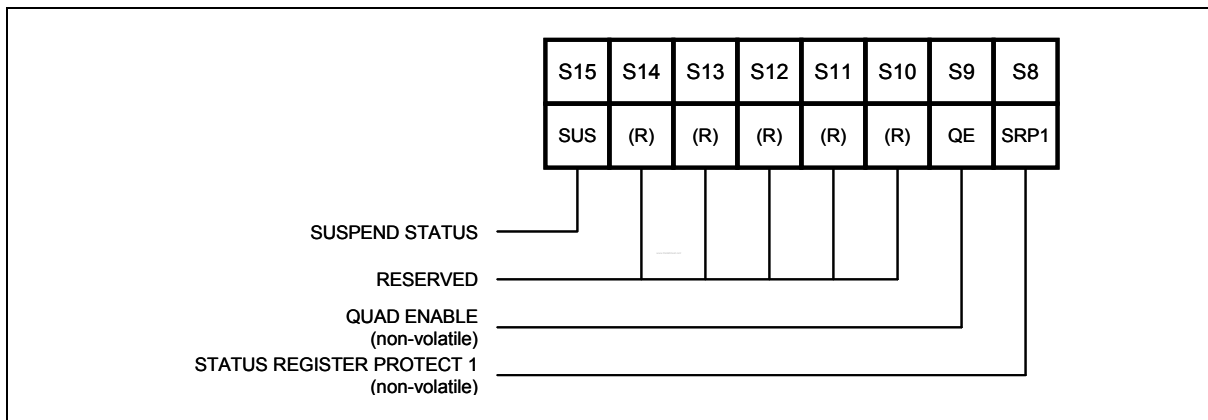 S15 S14 S13 S12 S11 S10 S9 S8
SUS (R) (R) (R) (R) (R) QE SRP1
SUSPEND STATUS
RESERVED
QUAD ENABLE
(non-volatile)
STATUS REGISTER PROTECT 1
(non-volatile)